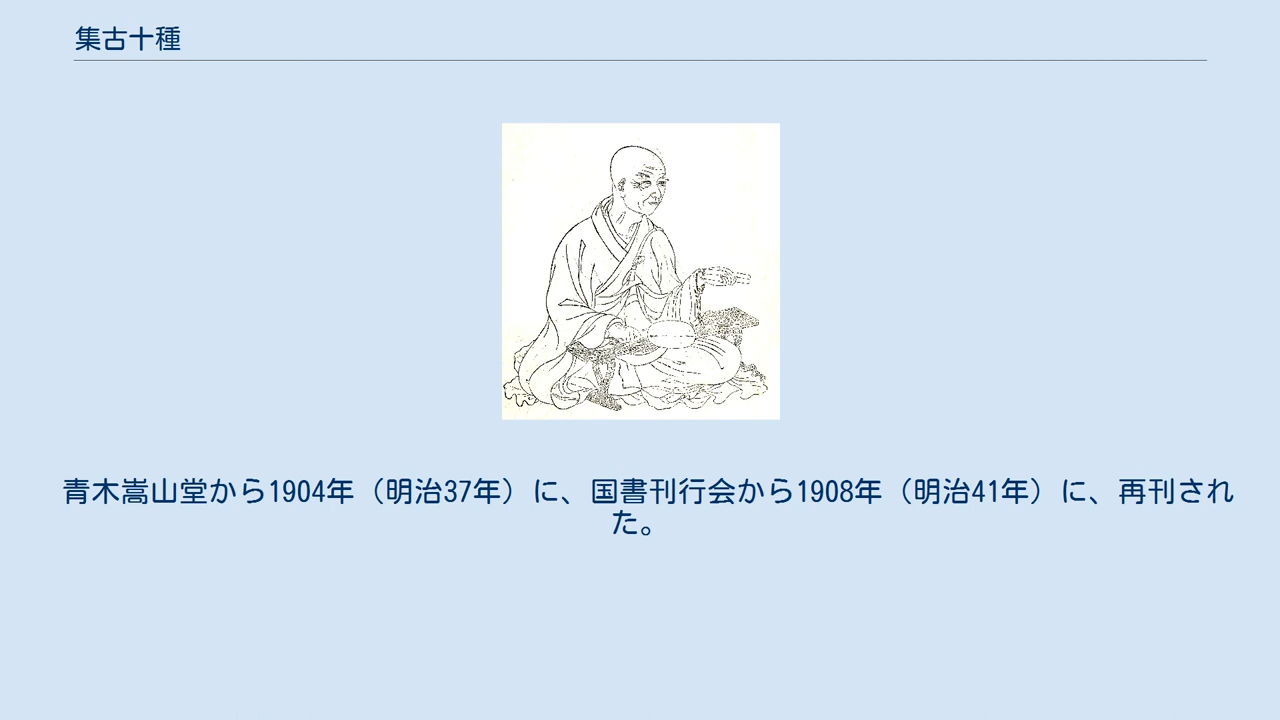 集古十種
青木嵩山堂から1904年（明治37年）に、国書刊行会から1908年（明治41年）に、再刊され
た。